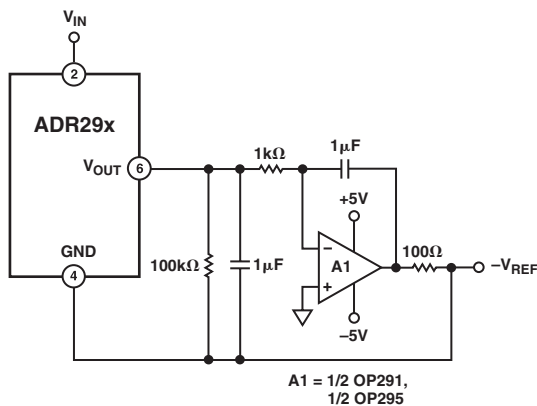 V_IN
2
ADR29x
V_OUT
6
GND
4
1kΩ
1μF
+5V
100kΩ
1μF
−
A1
+
100Ω
−V_REF
−5V
A1 = 1/2 OP291,
1/2 OP295